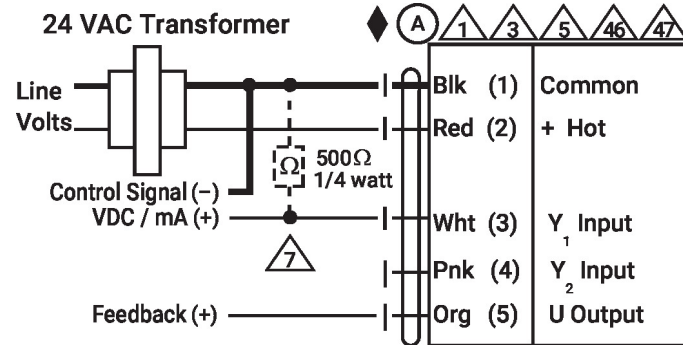 24 VAC Transformer
A 1 3 5 46 47
Line
Volts
Blk (1) Common
Red (2) + Hot
Ω 500Ω
1/4 watt
Control Signal (−)
VDC / mA (+)
Wht (3) Y1 Input
7
Pnk (4) Y2 Input
Feedback (+)
Org (5) U Output